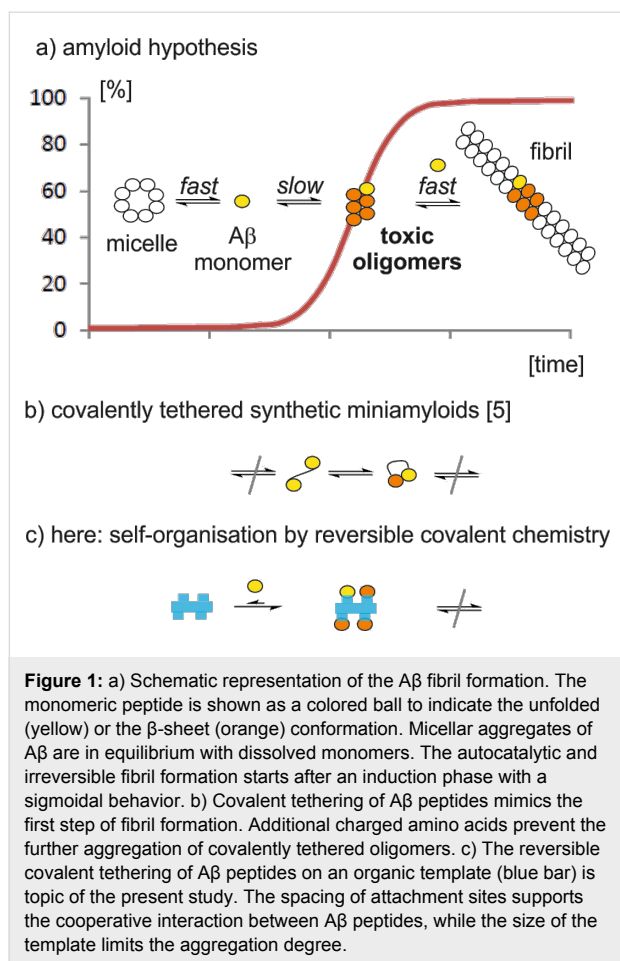 a) amyloid hypothesis
[%]
100
80
60
40
20
0
fast
slow
fast
fibril
micelle
Aβ
monomer
toxic
oligomers
[time]
b) covalently tethered synthetic miniamyloids [5]
c) here: self-organisation by reversible covalent chemistry
Figure 1: a) Schematic representation of the Aβ fibril formation. The
monomeric peptide is shown as a colored ball to indicate the unfolded
(yellow) or the β-sheet (orange) conformation. Micellar aggregates of
Aβ are in equilibrium with dissolved monomers. The autocatalytic and
irreversible fibril formation starts after an induction phase with a
sigmoidal behavior. b) Covalent tethering of Aβ peptides mimics the
first step of fibril formation. Additional charged amino acids prevent the
further aggregation of covalently tethered oligomers. c) The reversible
covalent tethering of Aβ peptides on an organic template (blue bar) is
topic of the present study. The spacing of attachment sites supports
the cooperative interaction between Aβ peptides, while the size of the
template limits the aggregation degree.